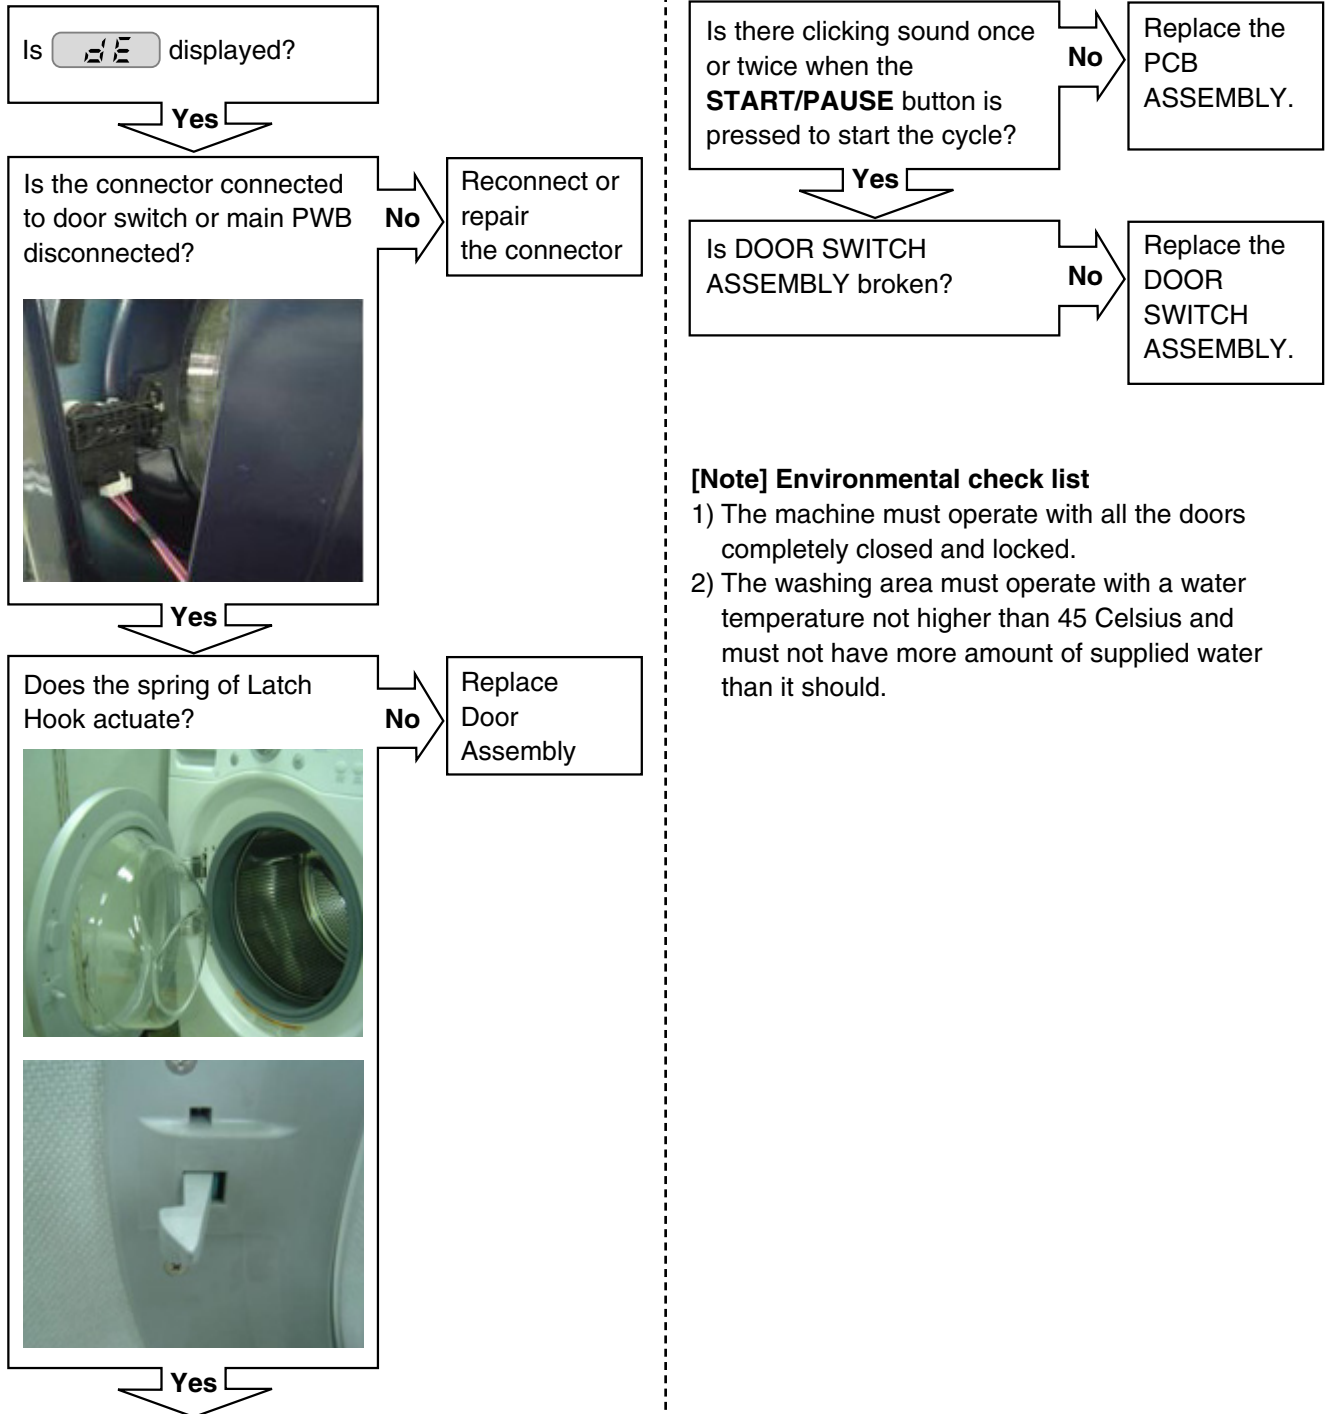 Is dE displayed?
Yes
Is the connector connected
to door switch or main PWB
disconnected?
No
Reconnect or
repair
the connector
Yes
Does the spring of Latch
Hook actuate?
No
Replace
Door
Assembly
Yes
Is there clicking sound once
or twice when the
START/PAUSE button is
pressed to start the cycle?
No
Replace the
PCB
ASSEMBLY.
Yes
Is DOOR SWITCH
ASSEMBLY broken?
No
Replace the
DOOR
SWITCH
ASSEMBLY.
[Note] Environmental check list
1) The machine must operate with all the doors
completely closed and locked.
2) The washing area must operate with a water
temperature not higher than 45 Celsius and
must not have more amount of supplied water
than it should.